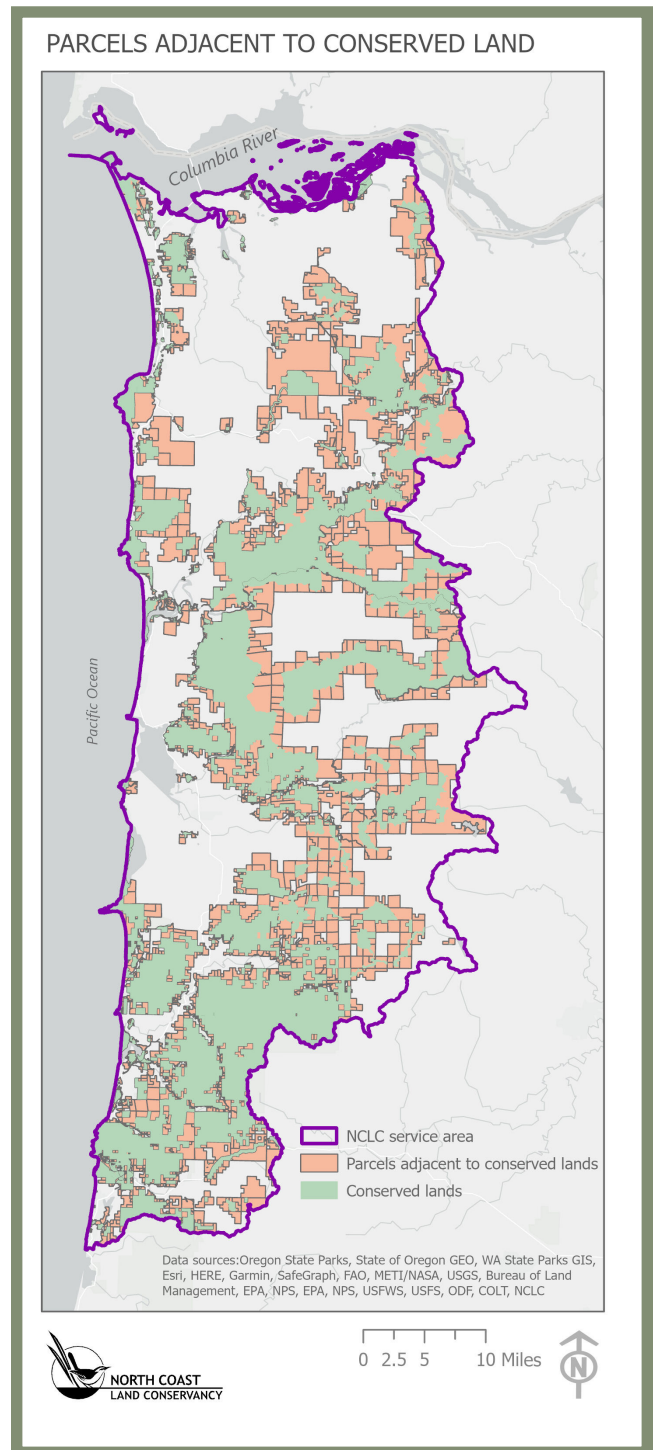 PARCELS ADJACENT TO CONSERVED LAND
Columbia River
Pacific Ocean
NCLC service area
Parcels adjacent to conserved lands
Conserved lands
Data sources:Oregon State Parks, State of Oregon GEO, WA State Parks GIS,
Esri, HERE, Garmin, SafeGraph, FAO, METI/NASA, USGS, Bureau of Land
Management, EPA, NPS, EPA, NPS, USFWS, USFS, ODF, COLT, NCLC
NORTH COAST
LAND CONSERVANCY
0 2.5 5 10 Miles
N